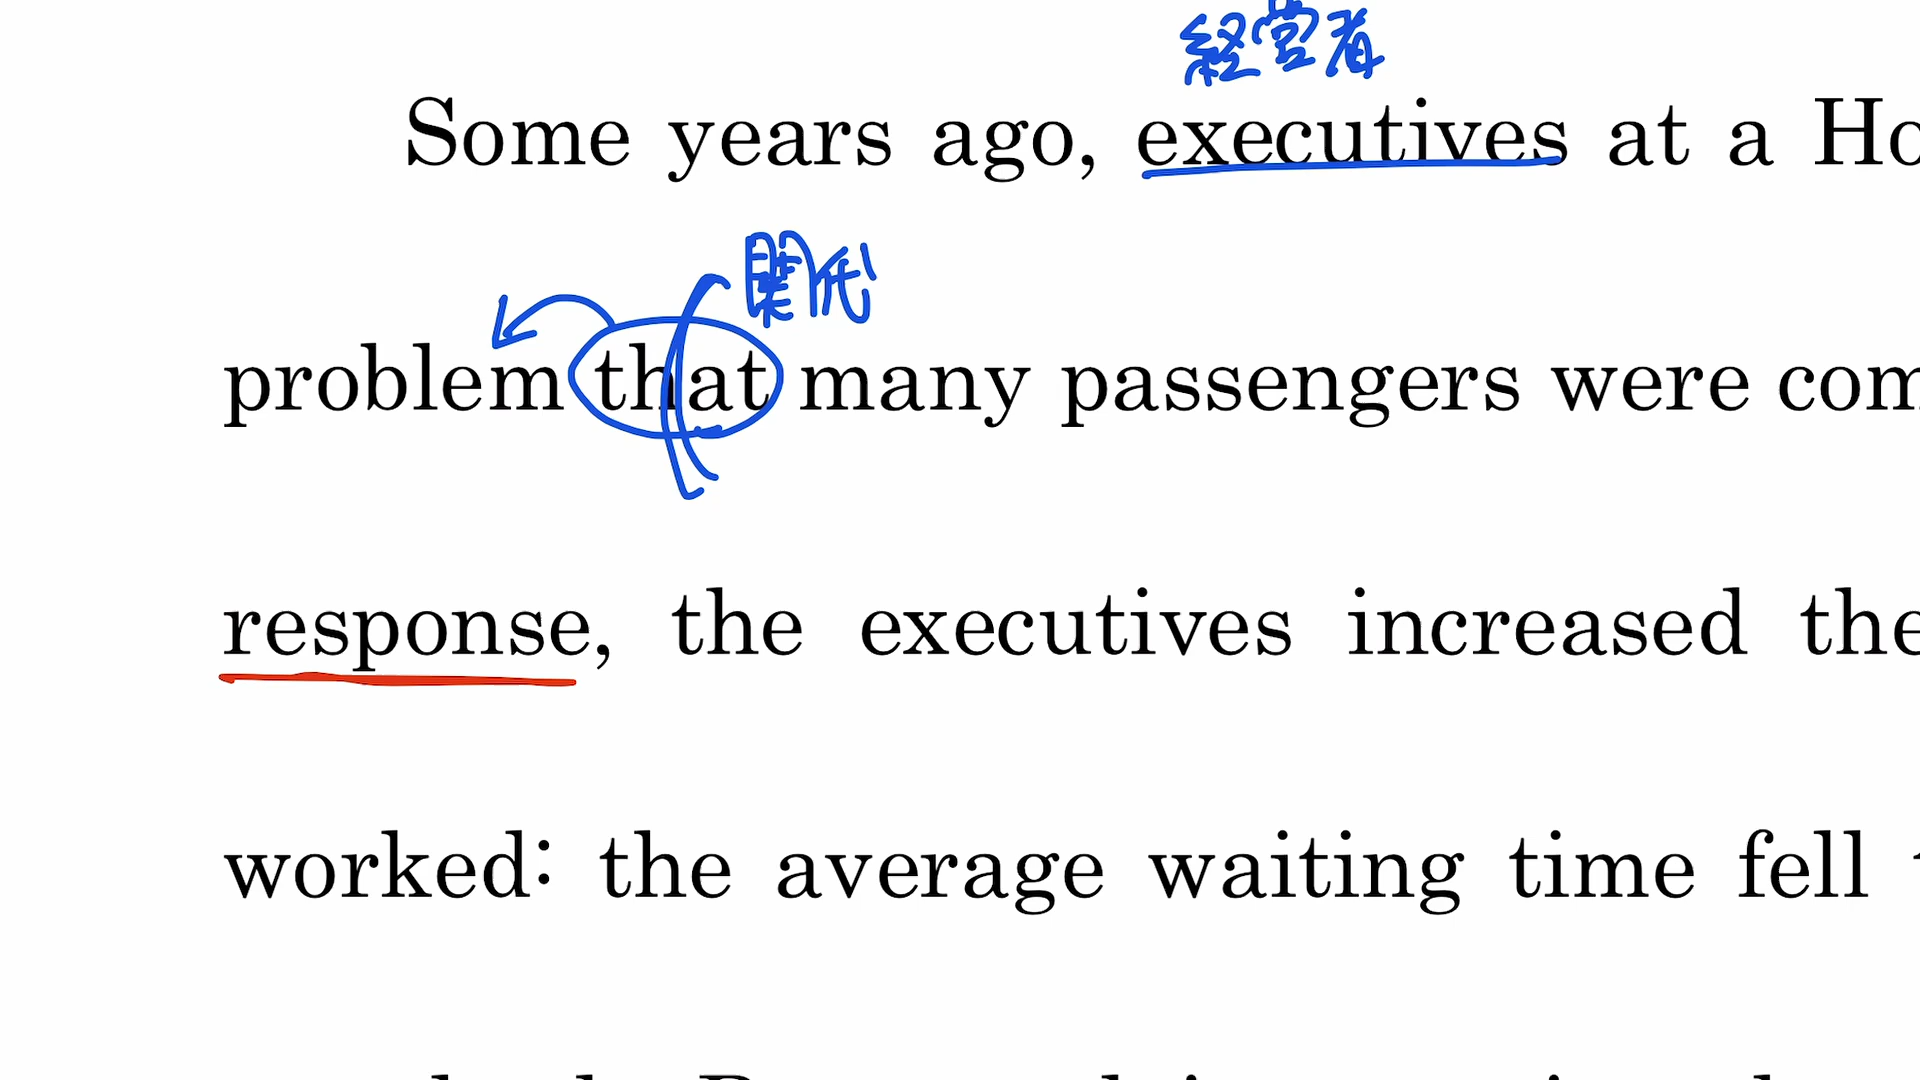 経営者
Some years ago, executives at a Ho
関代
problem that many passengers were com
response, the executives increased the
worked: the average waiting time fell